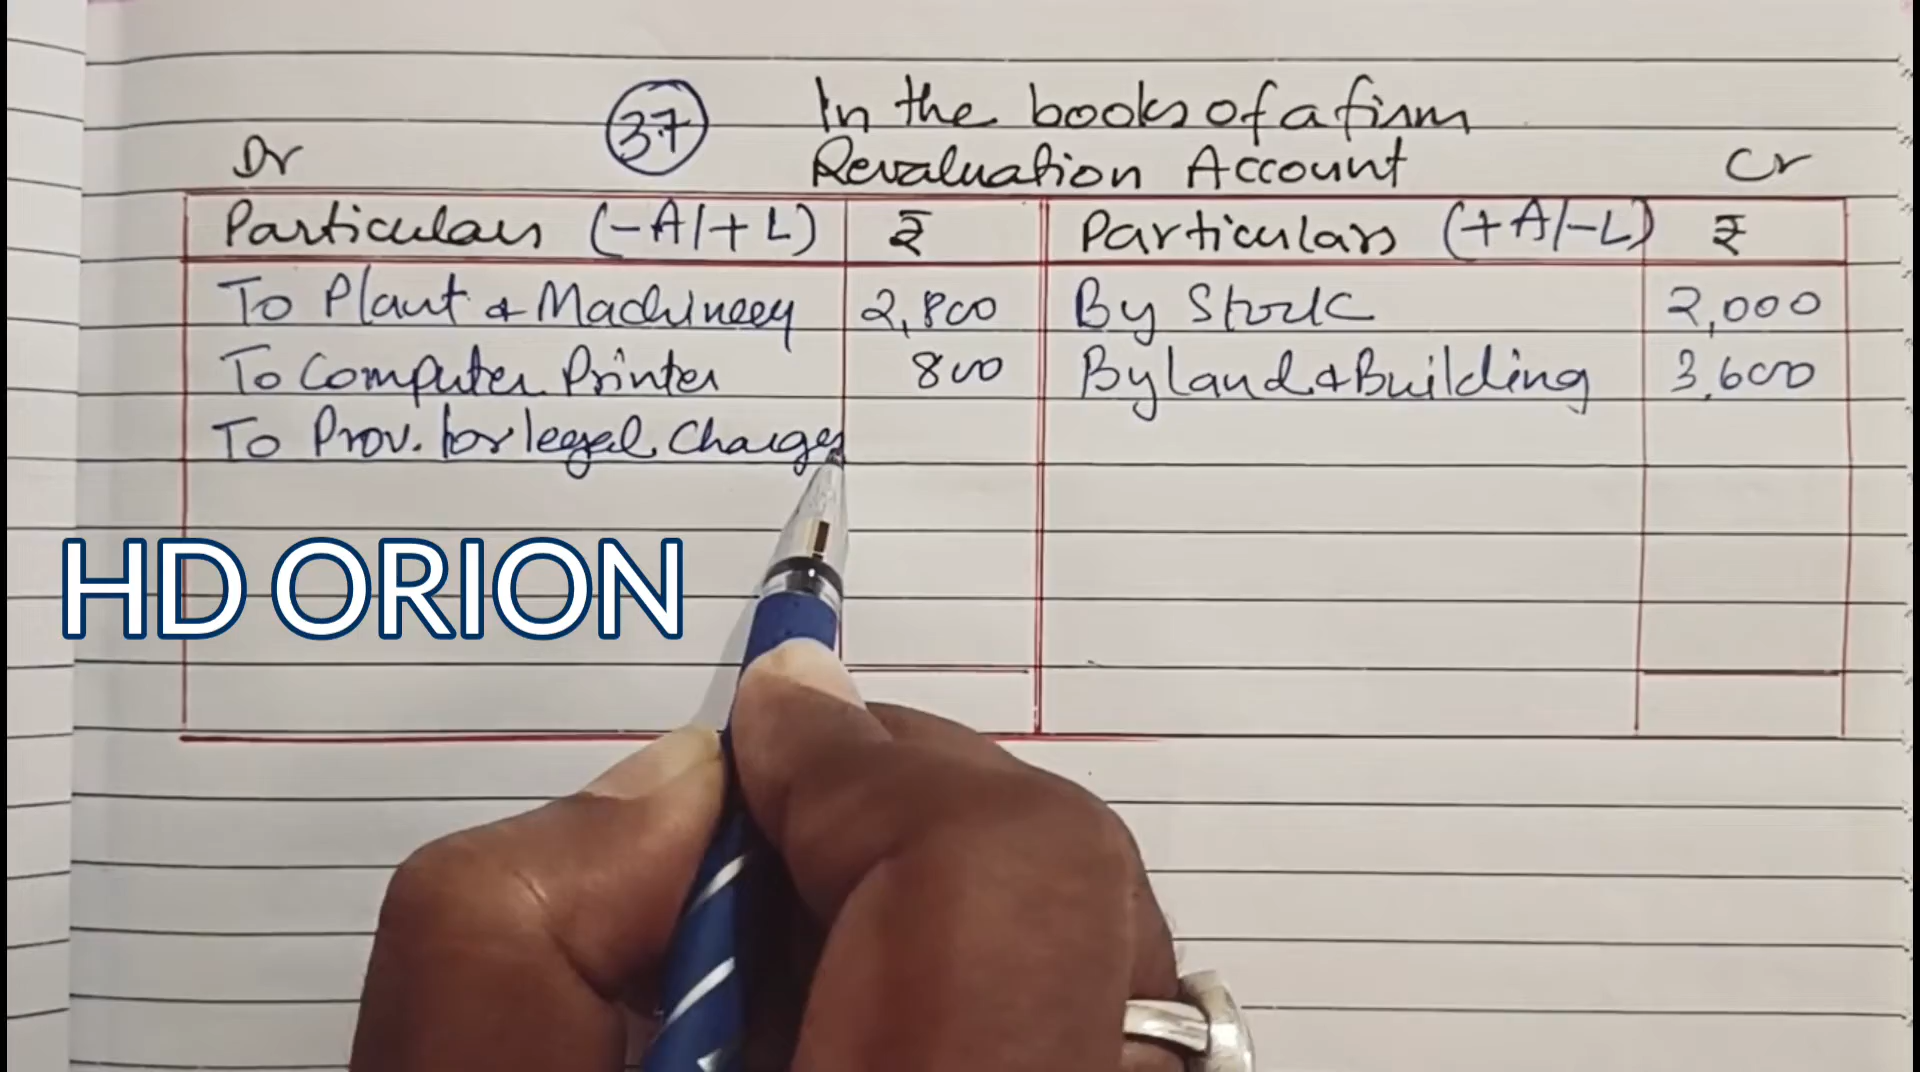 37
In the books of a firm
Dr Revaluation Account Cr
Particulars (-A/+L) ₹ Particulars (+A/-L) ₹
To Plant & Machinery 2,800 By Stock 2,000
To Computer Printer 800 By Land & Building 3,600
To Prov. for legal Charges
HD ORION